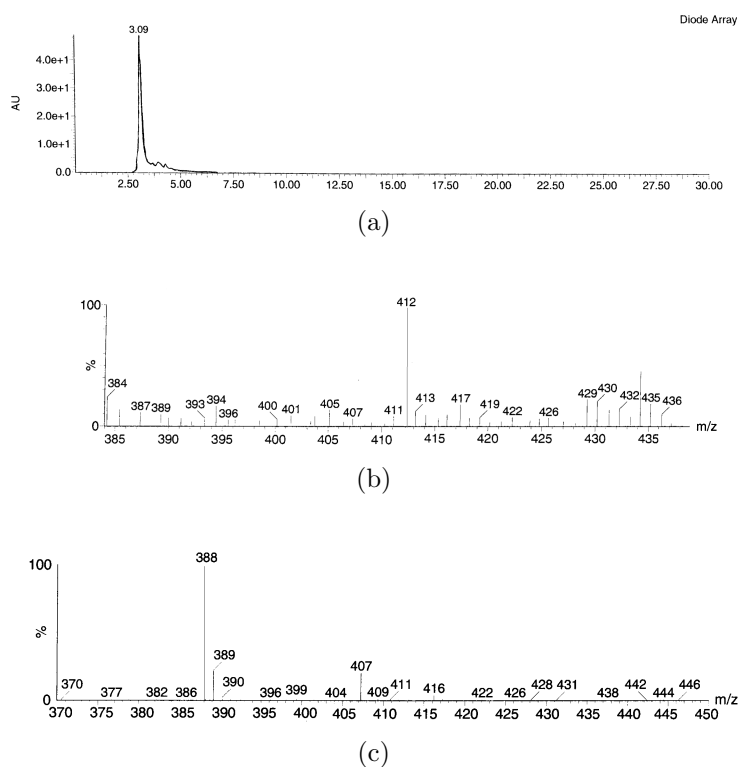 Diode Array
3.09
4.0e+1
3.0e+1
AU
2.0e+1
1.0e+1
0.0
2.50 5.00 7.50 10.00 12.50 15.00 17.50 20.00 22.50 25.00 27.50 30.00
(a)
100
412
%
384
387 389 393 394 396 400 401 405 407 411 413 417 419 422 426 429 430 432 435 436
0
m/z
385 390 395 400 405 410 415 420 425 430 435
(b)
100
388
%
389
407
370 377 382 386 390 396 399 404 409 411 416 422 426 428 431 438 442 444 446
0
m/z
370 375 380 385 390 395 400 405 410 415 420 425 430 435 440 445 450
(c)